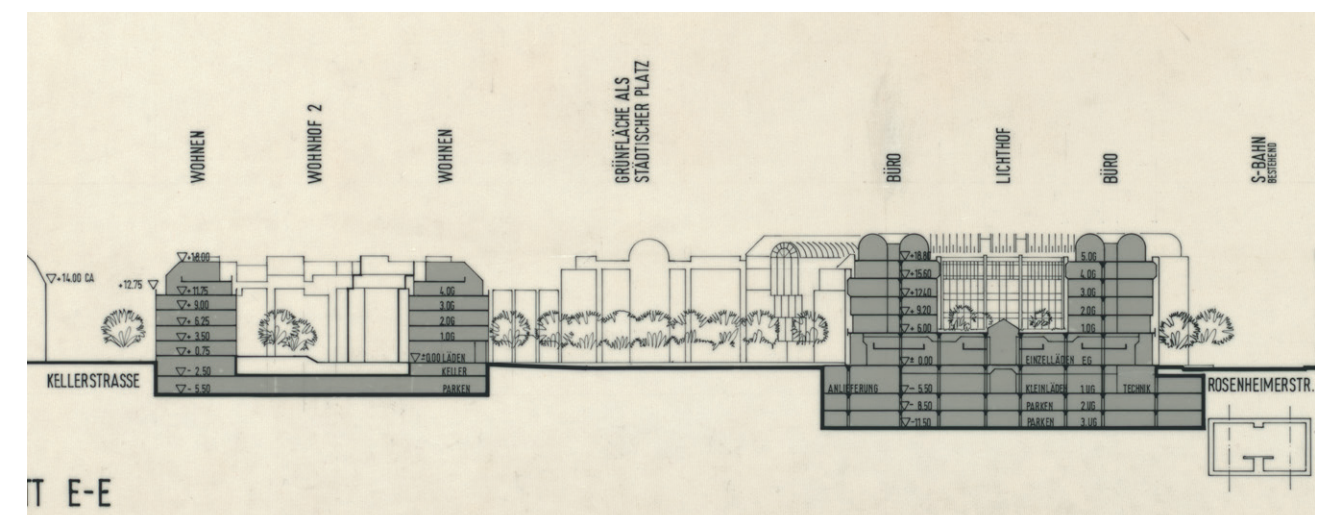 WOHNEN
WOHNHOF 2
WOHNEN
GRÜNFLÄCHE ALS
STÄDTISCHER PLATZ
BÜRO
LICHTHOF
BÜRO
S-BAHN
BESTEHEND
+14.00 CA
+12.75
+18.00
+11.75
+ 9.00
+ 6.25
+ 3.50
+ 0.75
- 2.50
- 5.50
4.OG
3.OG
2.OG
1.OG
±0.00 LÄDEN
KELLER
PARKEN
+18.80
+15.60
+12.40
+ 9.20
+ 6.00
± 0.00
- 5.50
- 8.50
-11.50
5.OG
4.OG
3.OG
2.OG
1.OG
EINZELLÄDEN EG
ANLIEFERUNG
KLEINLÄDEN 1.UG TECHNIK
PARKEN 2.UG
PARKEN 3.UG
KELLERSTRASSE
ROSENHEIMERSTR.
TT E-E